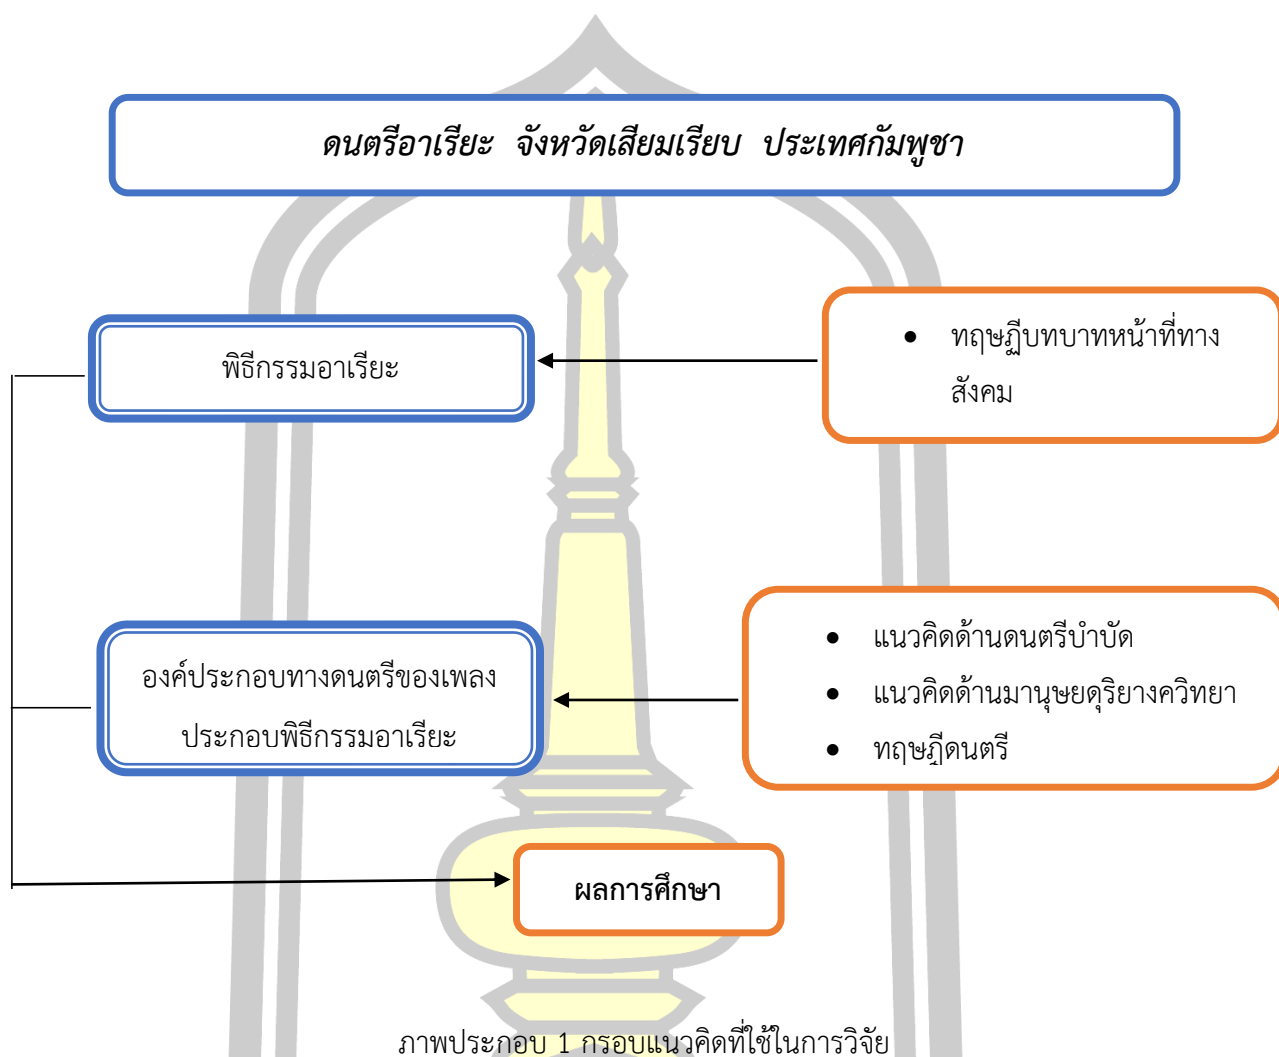 ดนตรีอาเรียะ จังหวัดเสียมเรียบ ประเทศกัมพูชา
พิธีกรรมอาเรียะ
• ทฤษฏีบทบาทหน้าที่ทาง
สังคม
องค์ประกอบทางดนตรีของเพลง
ประกอบพิธีกรรมอาเรียะ
• แนวคิดด้านดนตรีบำบัด
• แนวคิดด้านมานุษยดุริยางควิทยา
• ทฤษฎีดนตรี
ผลการศึกษา
ภาพประกอบ 1 กรอบแนวคิดที่ใช้ในการวิจัย